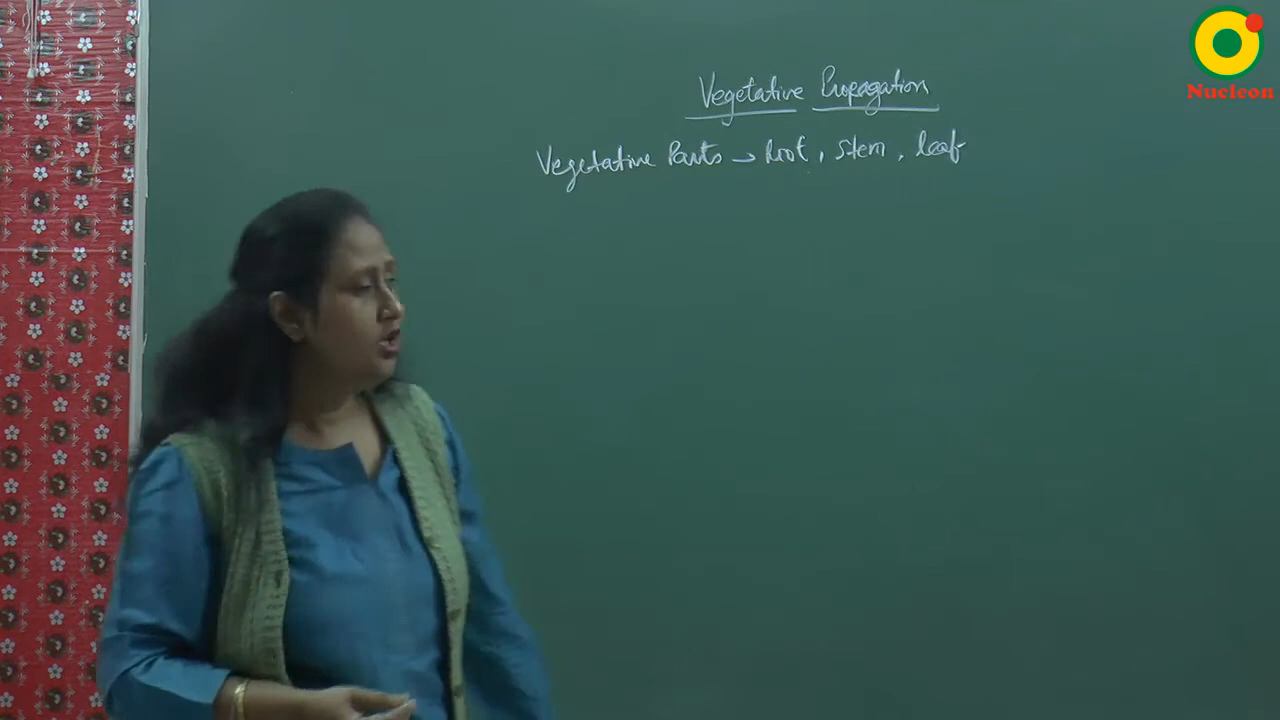 Vegetative Propagation
Vegetative Parts → Root, Stem, leaf
Nucleon